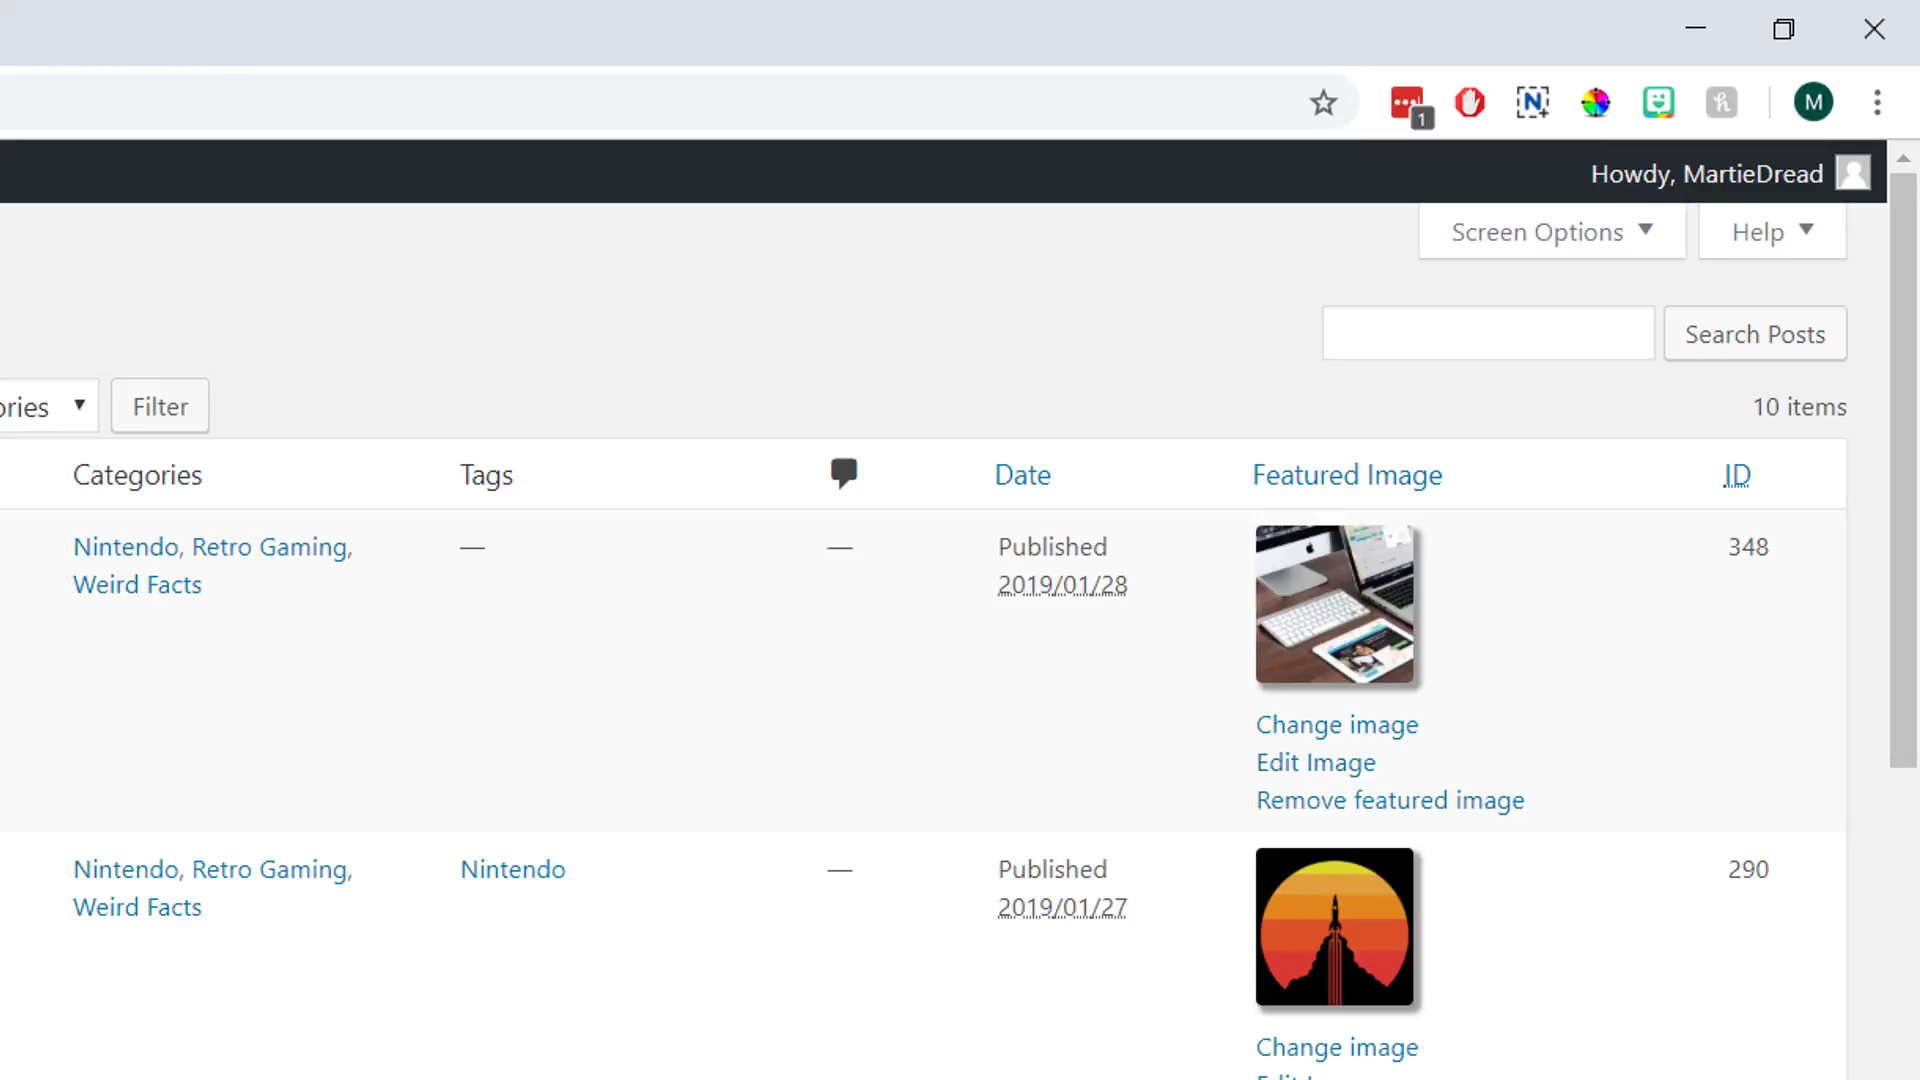 1
M
Howdy, MartieDread
Screen Options ▼ Help ▼
Search Posts
ories ▼ Filter
10 items
Categories Tags Date Featured Image ID
Nintendo, Retro Gaming, — — Published 348
Weird Facts 2019/01/28
Change image
Edit Image
Remove featured image
Nintendo, Retro Gaming, Nintendo — Published 290
Weird Facts 2019/01/27
Change image